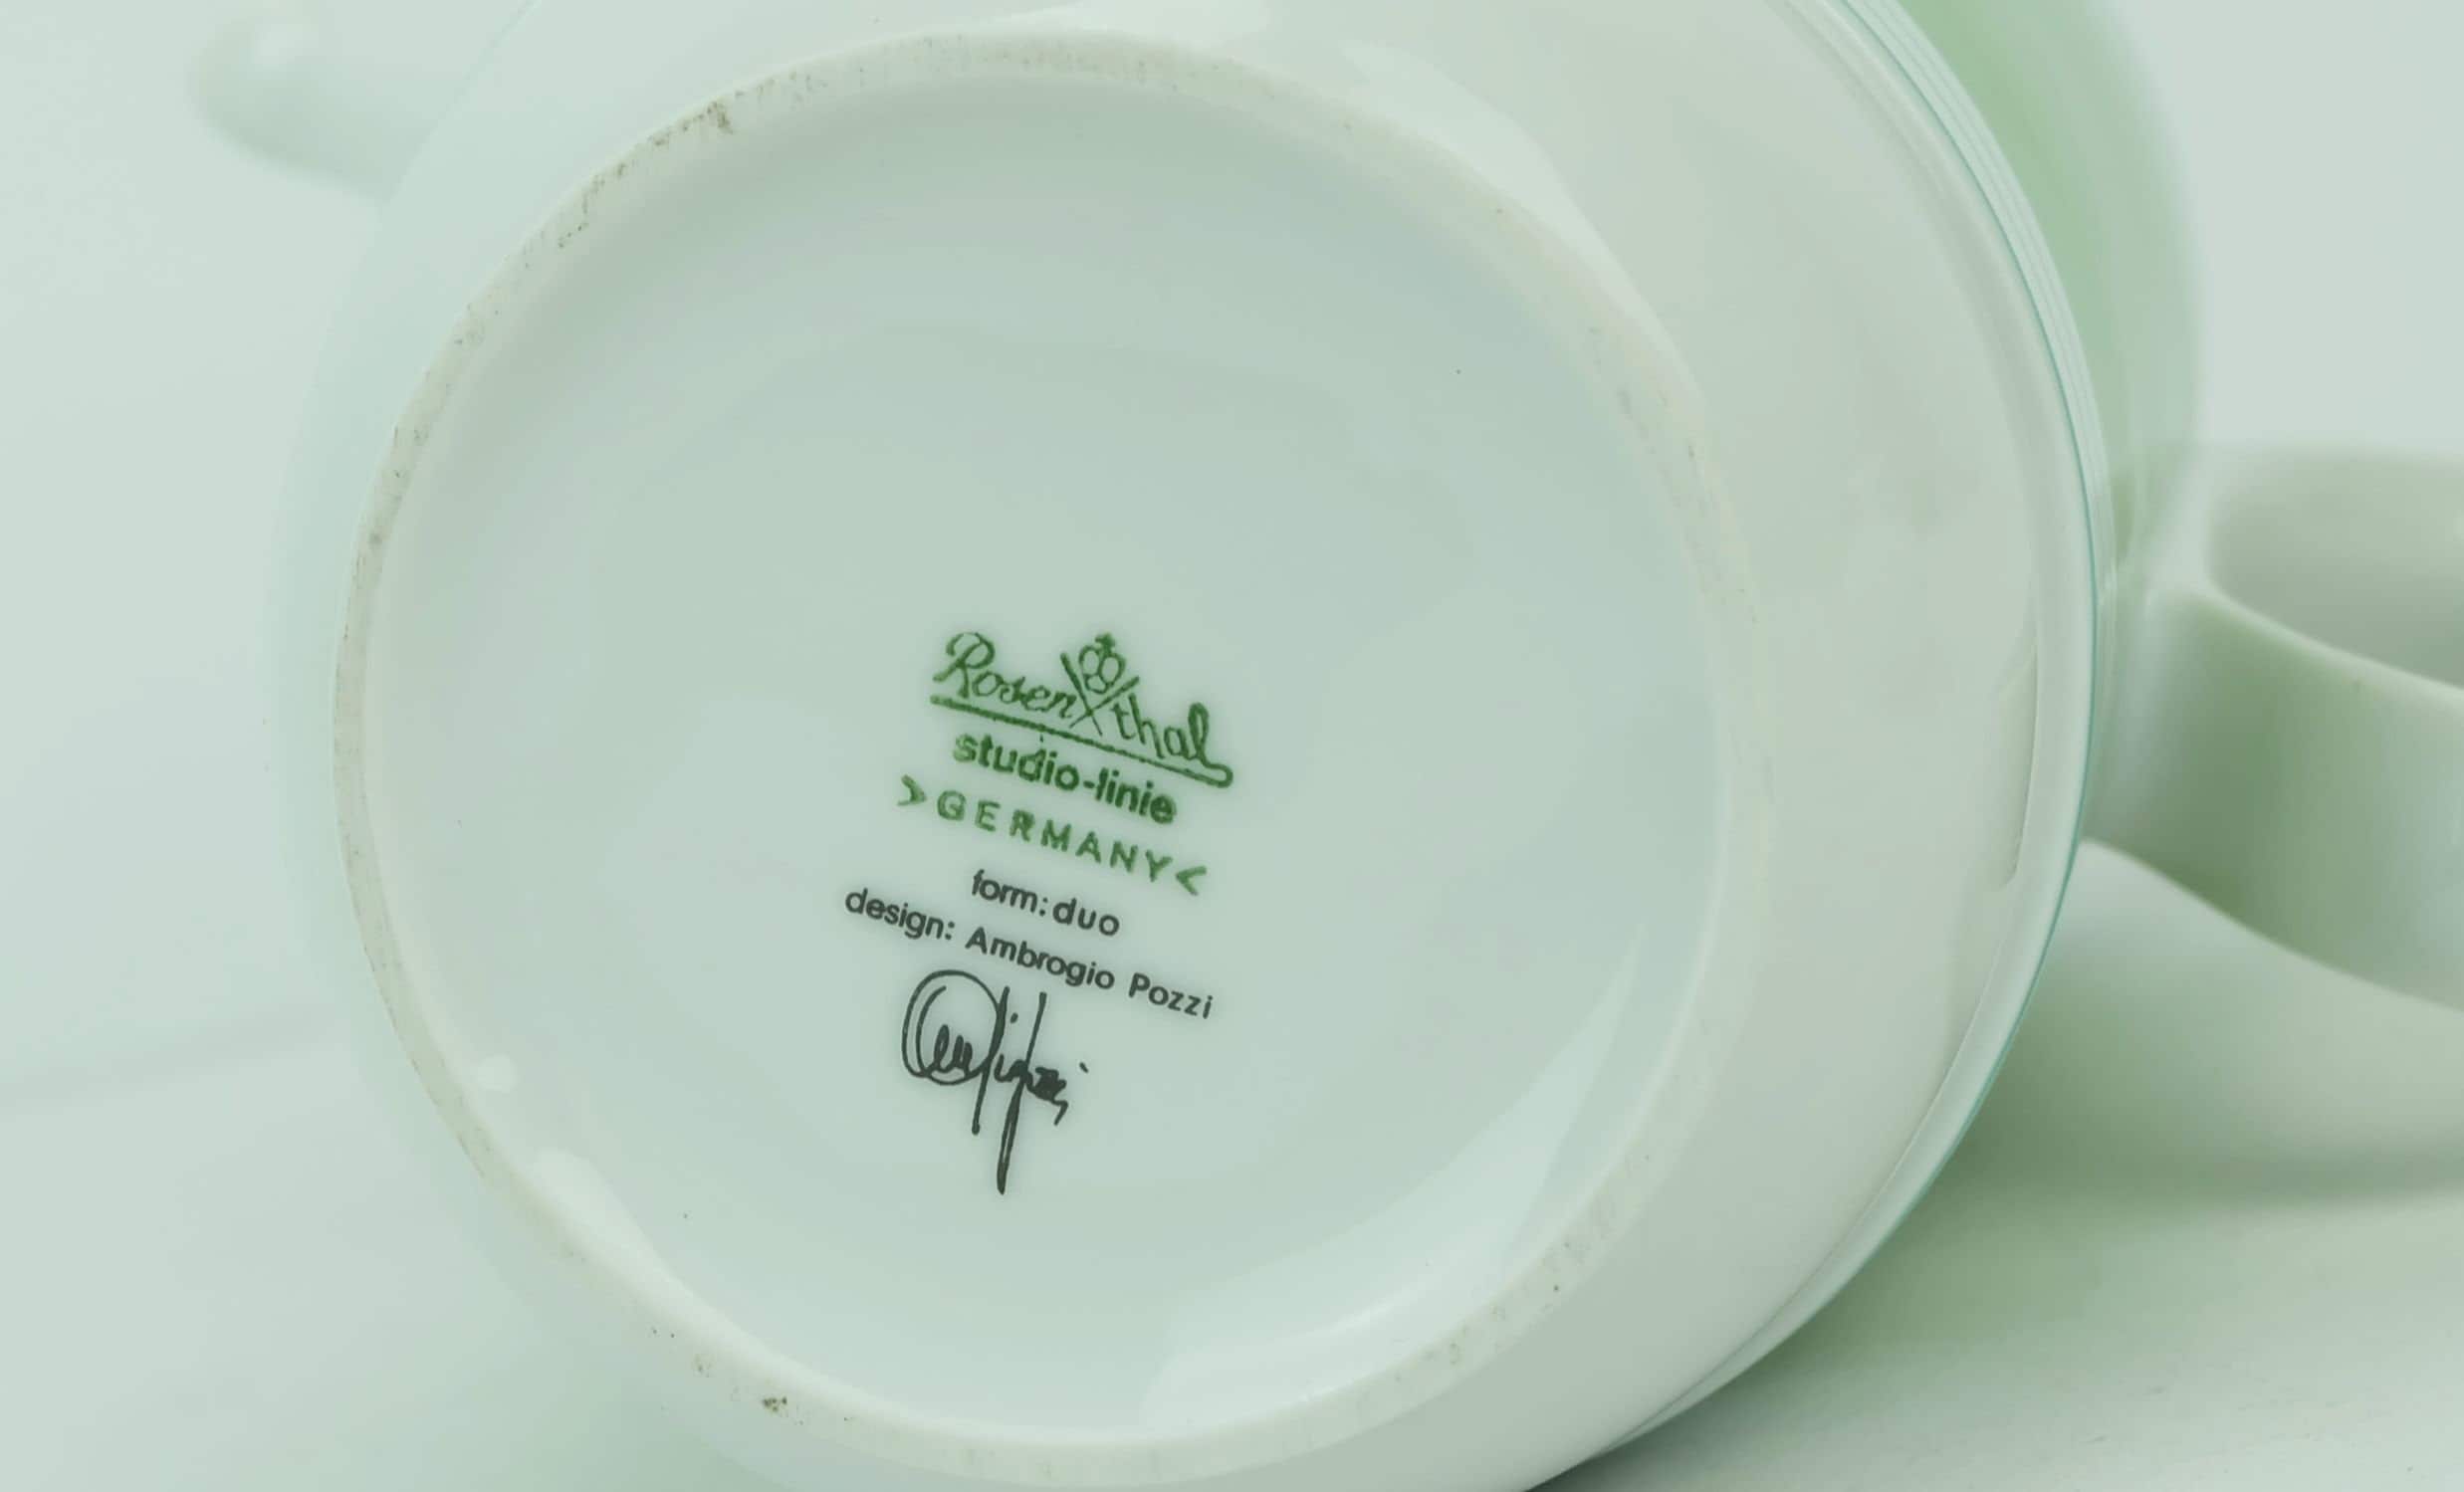 Rosenthal
studio-linie
>GERMANY<
form: duo
design: Ambrogio Pozzi